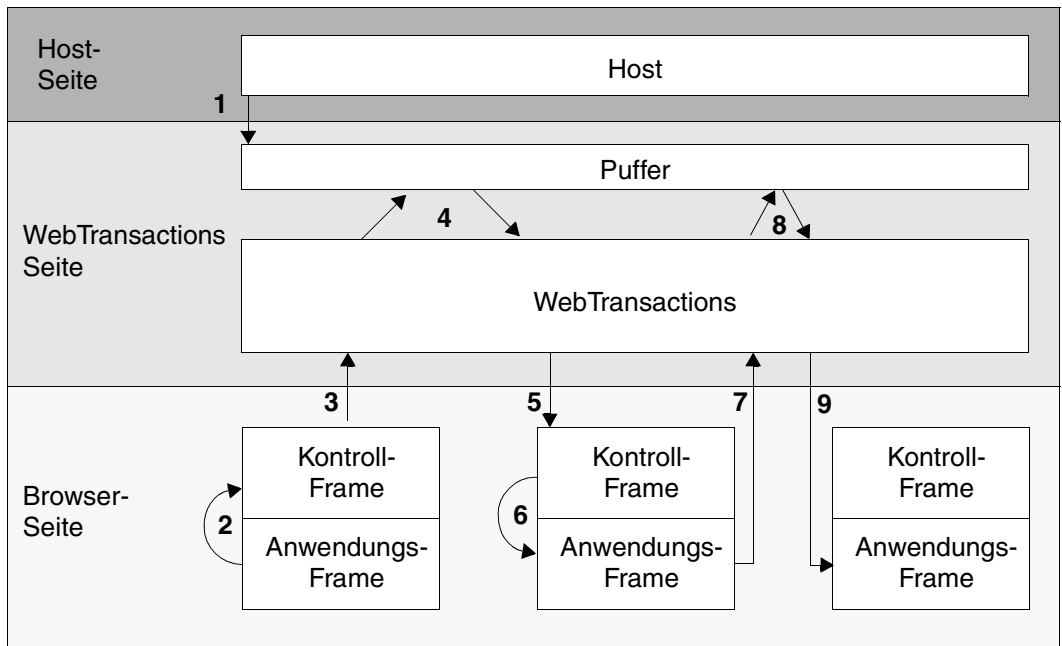 Host-
Seite
Host
1
Puffer
WebTransactions
Seite
4
8
WebTransactions
3
5
7
9
Browser-
Seite
Kontroll-
Frame
2
Anwendungs-
Frame
Kontroll-
Frame
6
Anwendungs-
Frame
Kontroll-
Frame
Anwendungs-
Frame